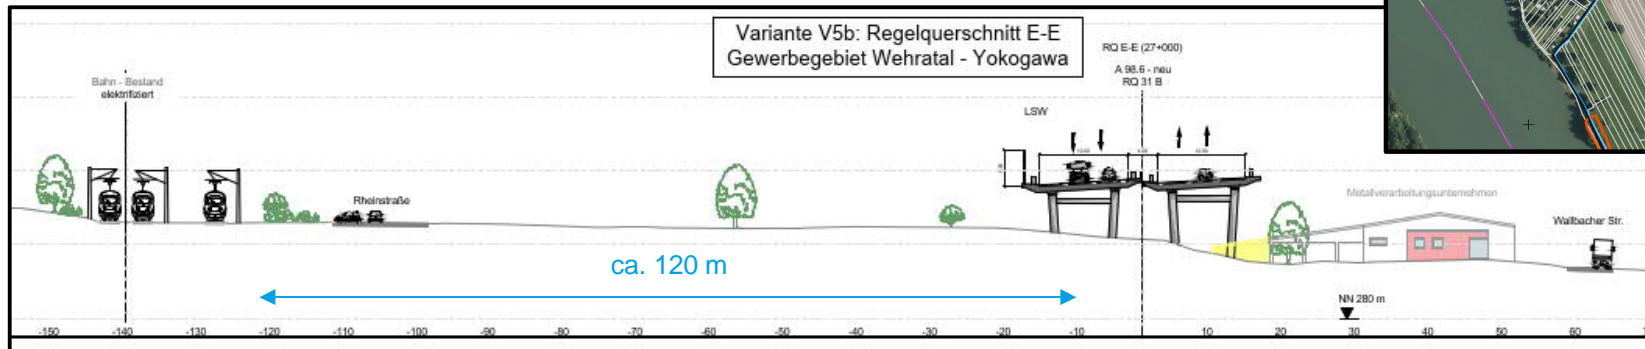 Variante V5b: Regelquerschnitt E-E
Gewerbegebiet Wehratal - Yokogawa
RQ E-E (27+000)
A 98.6 - neu
RQ 31 B
Bahn - Bestand
elektrifiziert
LSW
Rheinstraße
Metallverarbeitungsunternehmen
Wallbacher Str.
ca. 120 m
NN 280 m
-150 -140 -130 -120 -110 -100 -90 -80 -70 -60 -50 -40 -30 -20 -10 10 20 30 40 50 60